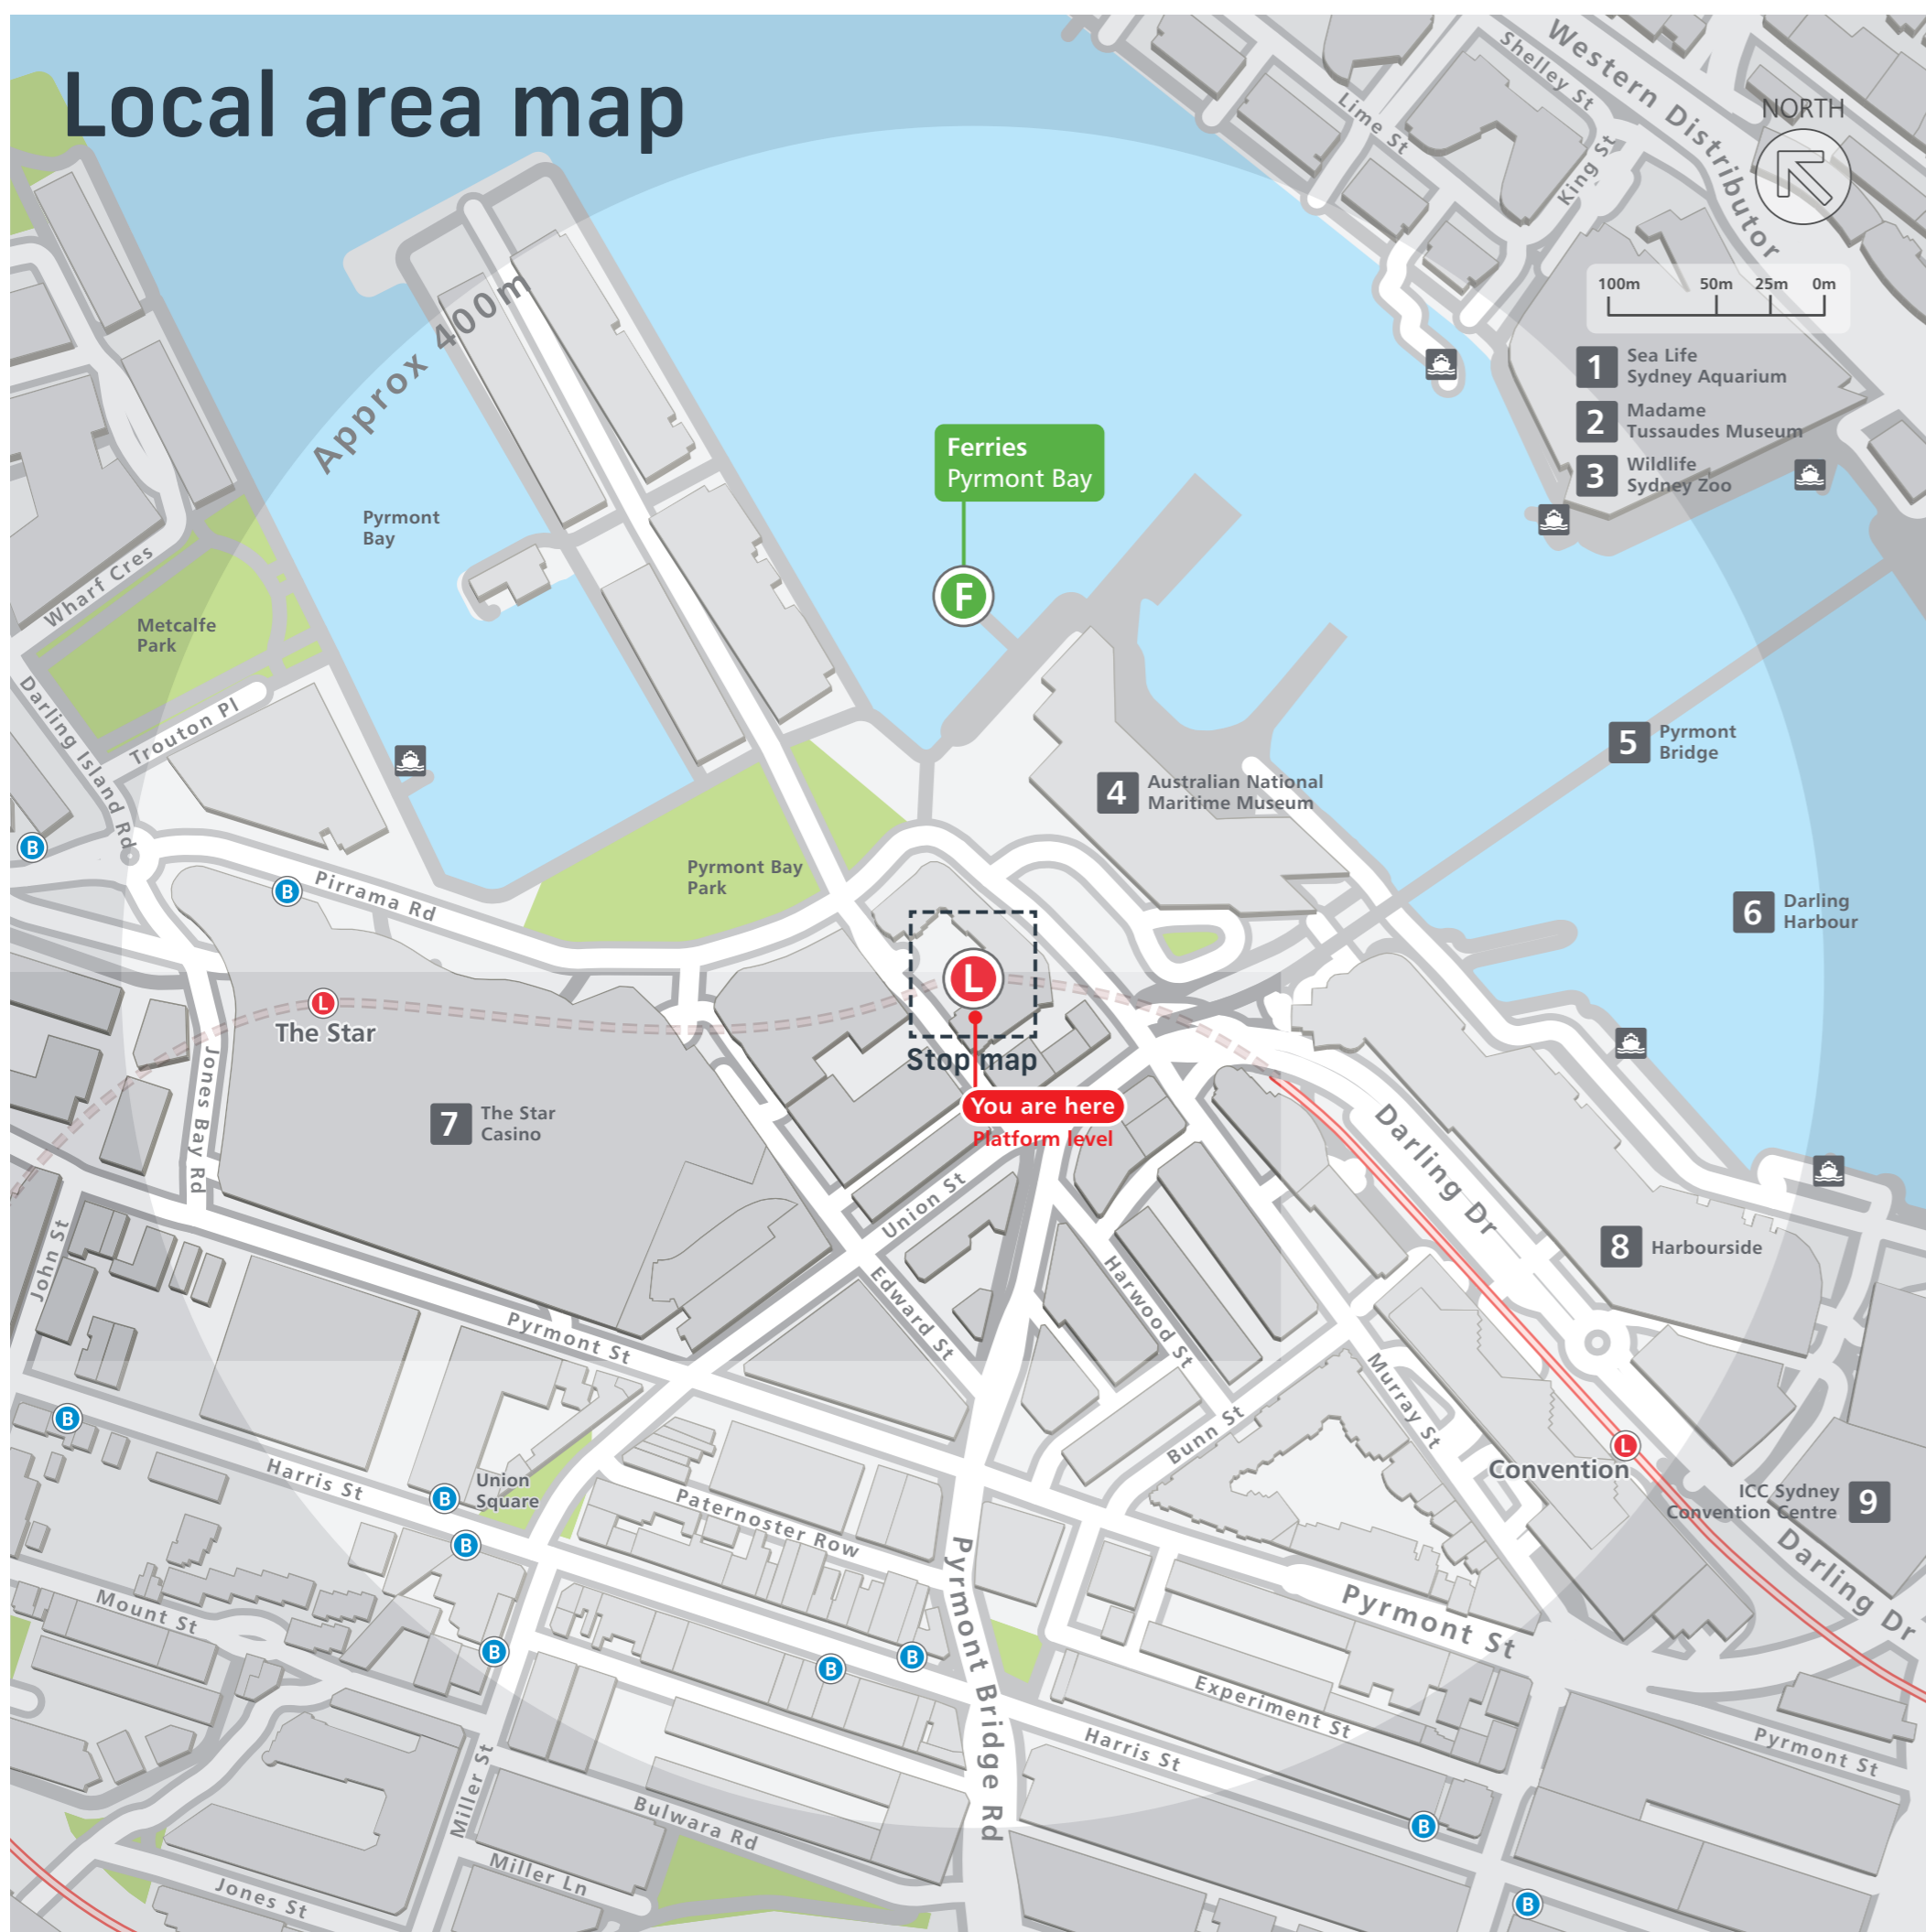 Local area map
Western Distributor
Shelley St
Lime St
King St
NORTH
100m 50m 25m 0m
Approx 400m
1 Sea Life
Sydney Aquarium
2 Madame
Tussaudes Museum
3 Wildlife
Sydney Zoo
Ferries
Pyrmont Bay
F
Pyrmont
Bay
Wharf Cres
Metcalfe
Park
Darling Island Rd
Trouton Pl
5 Pyrmont
Bridge
4 Australian National
Maritime Museum
B
Pyrmont Bay
Park
B
Pirrama Rd
6 Darling
Harbour
L
L
The Star
Stop map
You are here
Platform level
Jones Bay Rd
7 The Star
Casino
Darling Dr
Union St
John St
8 Harbourside
Edward St
Harwood St
Pyrmont St
Murray St
B
Bunn St
L
Convention
Harris St
B
Union
Square
ICC Sydney
Convention Centre 9
Paternoster Row
B
Darling Dr
Mount St
Pyrmont St
B
B
B
Pyrmont Bridge Rd
Experiment St
Harris St
Pyrmont St
Miller St
Bulwara Rd
B
Miller Ln
Jones St
B